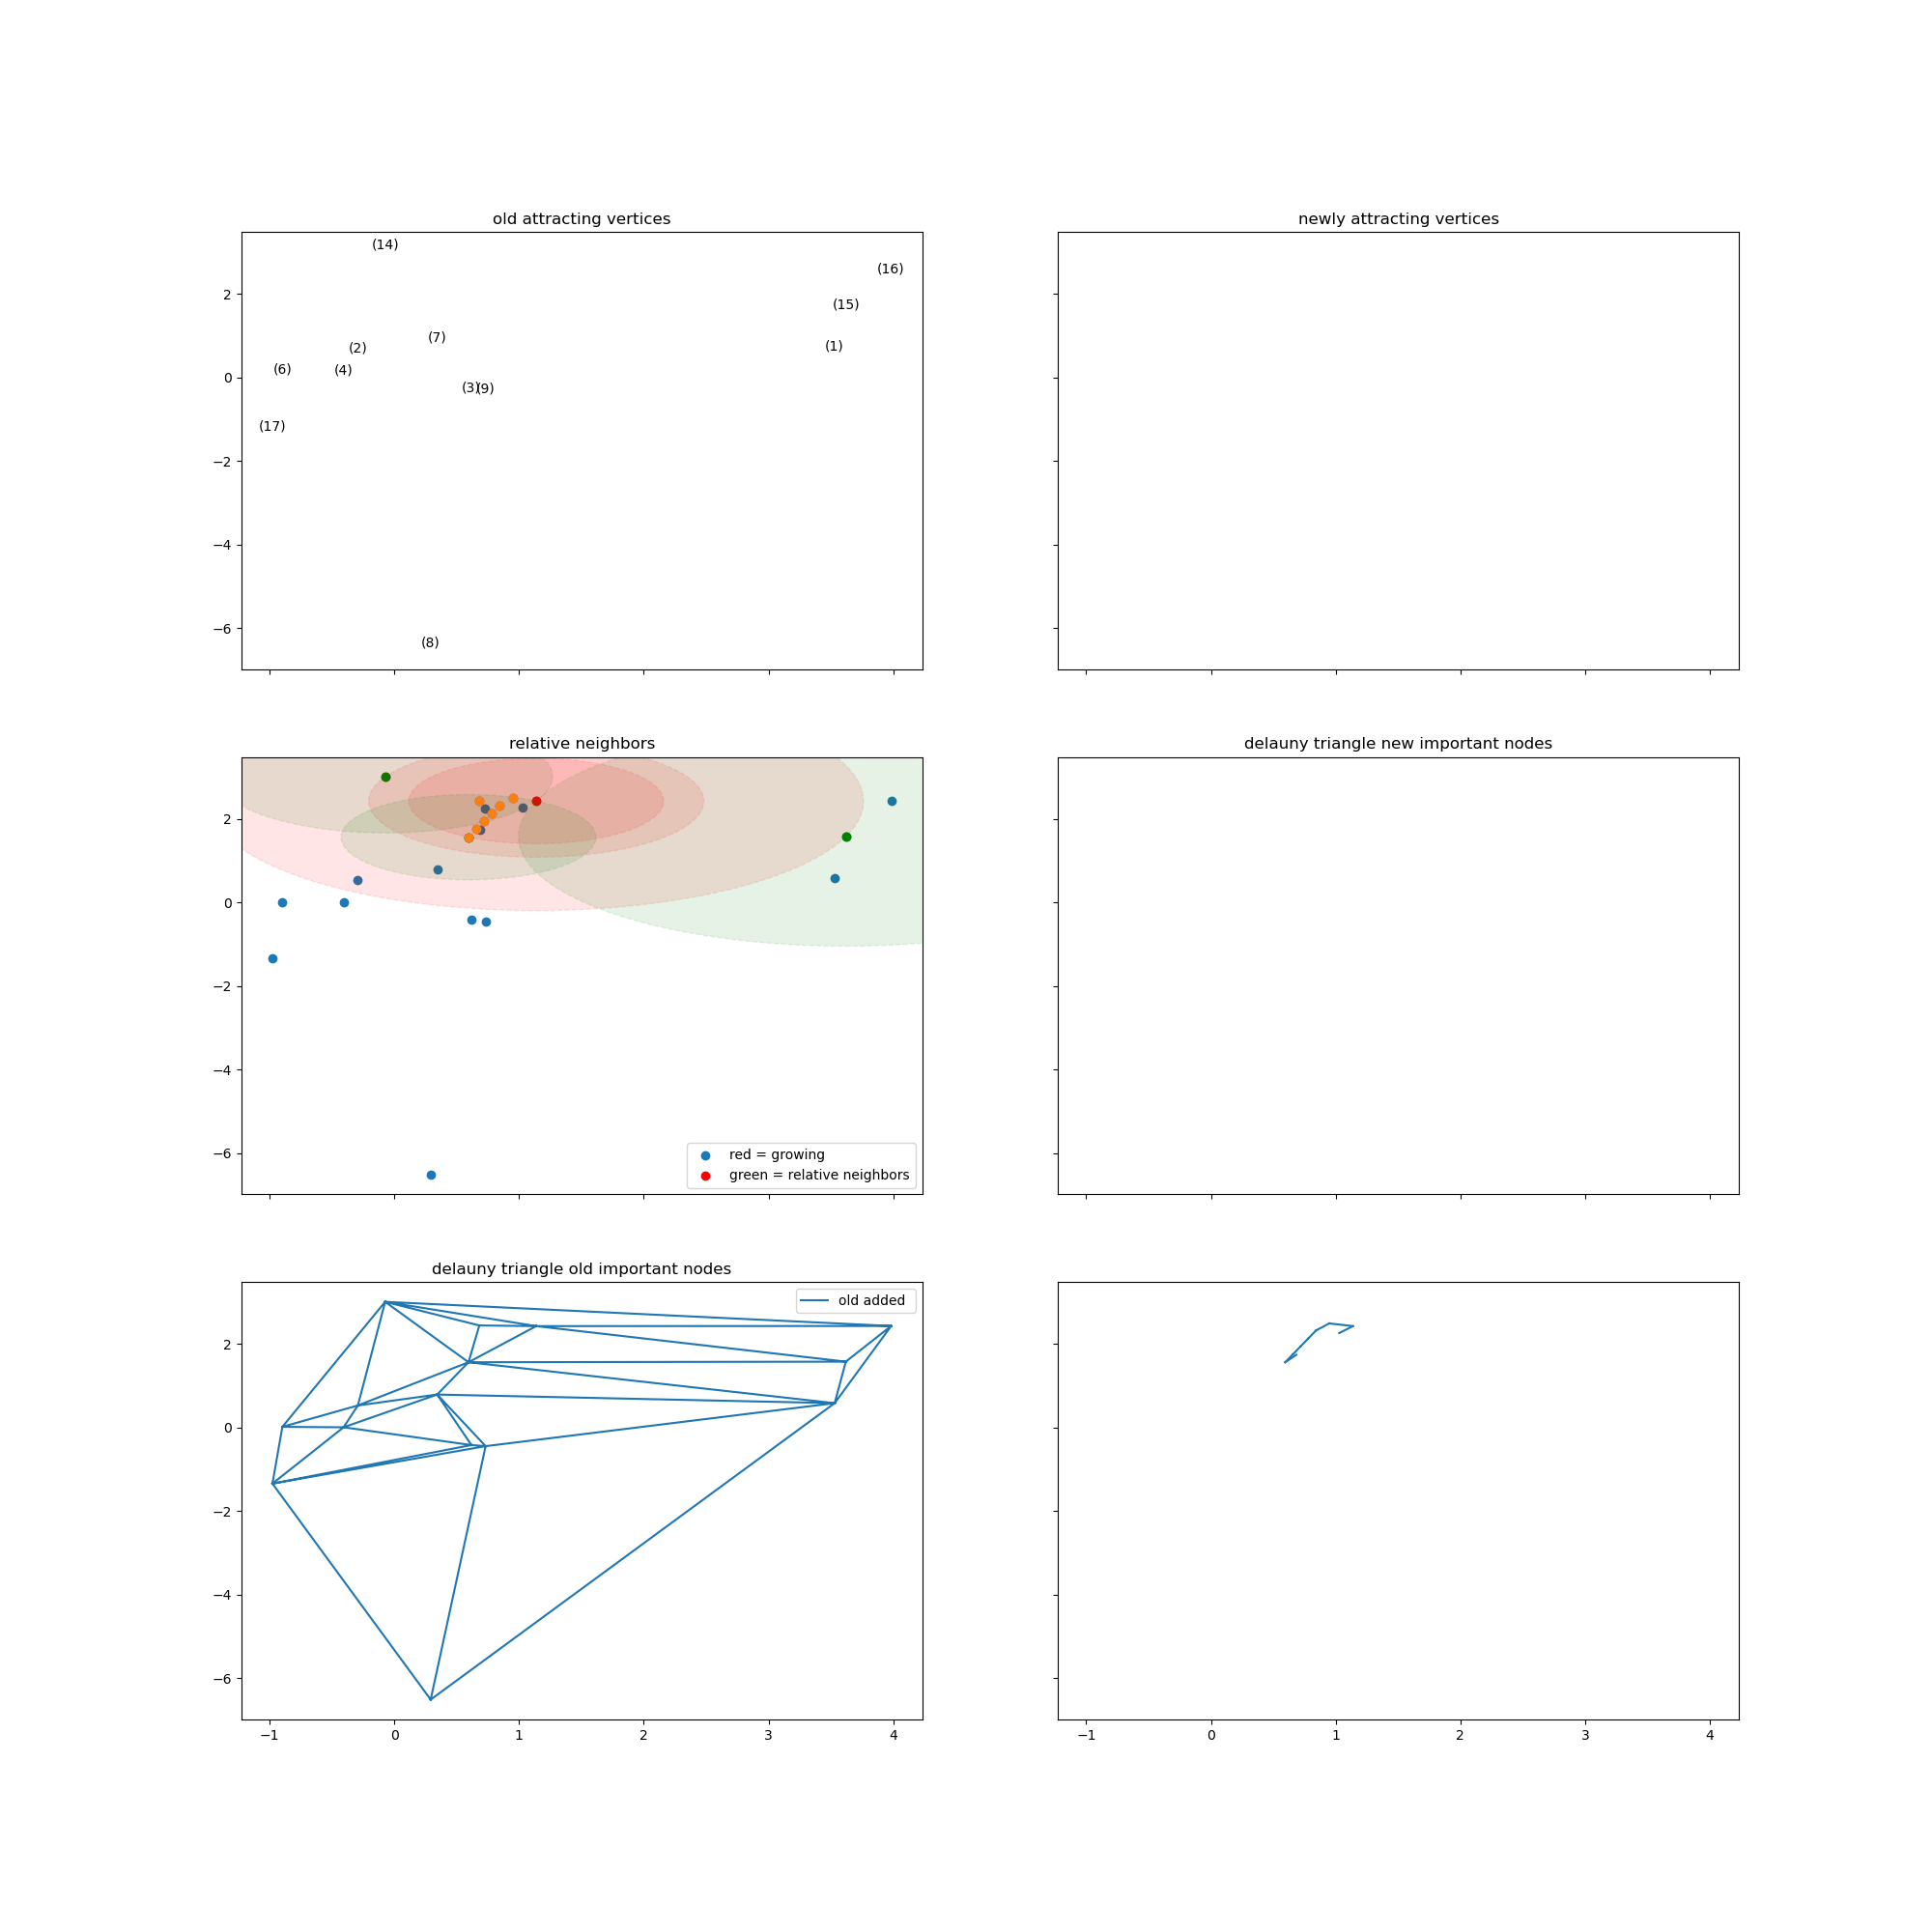 old attracting vertices
newly attracting vertices
(14)
(16)
2
(15)
(7)
(1)
(2)
(6)
(4)
0
(3)
(9)
(17)
−2
−4
−6
(8)
relative neighbors
delauny triangle new important nodes
2
0
−2
−4
−6
red = growing
green = relative neighbors
delauny triangle old important nodes
old added
2
0
−2
−4
−6
−1 0 1 2 3 4
−1 0 1 2 3 4